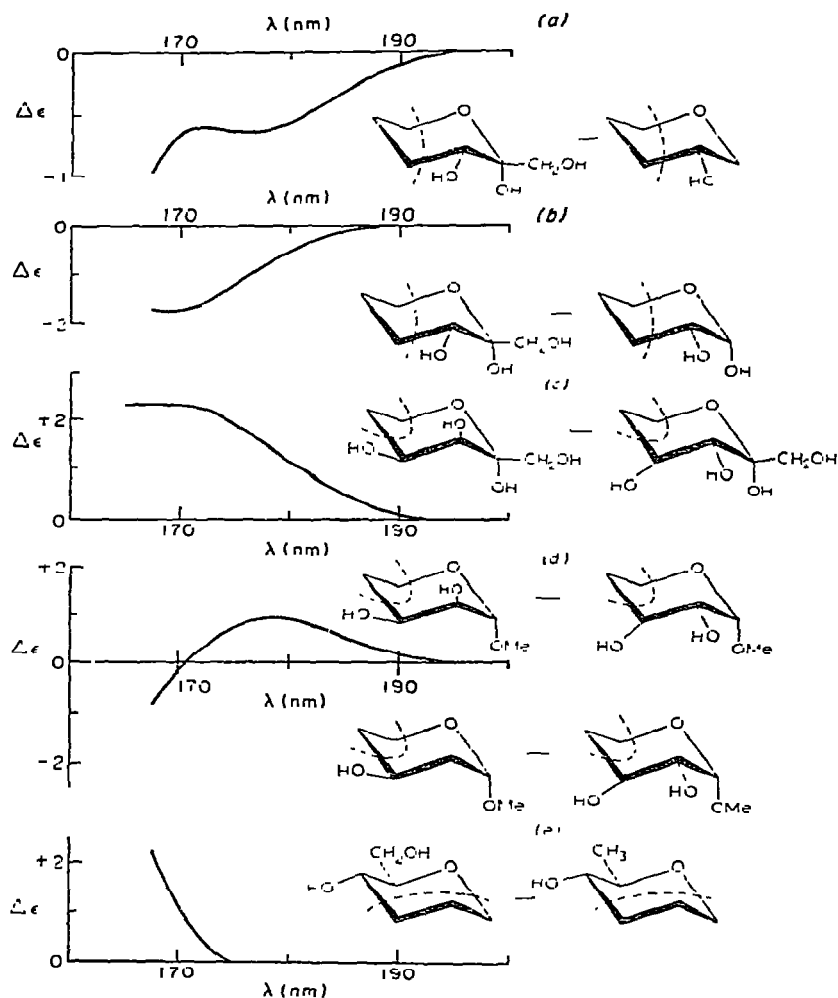 λ (nm)
(a)
170 190
0
Δε
-1
O
HO
OH
CH₂OH
—
O
HO
λ (nm)
170 190
0
(b)
Δε
-2
O
HO
OH
CH₂OH
—
O
HO
OH
(c)
+2
Δε
0
170 190
λ (nm)
O
HO
HO
CH₂OH
OH
—
O
HO
HO
CH₂OH
OH
(d)
+2
Δε
0
-2
170 190
λ (nm)
O
HO
HO
OMe
—
O
HO
HO
OMe
O
HO
OMe
—
O
HO
HO
OMe
(e)
+2
Δε
0
170 190
λ (nm)
CH₂OH
HO
O
—
CH₃
HO
O